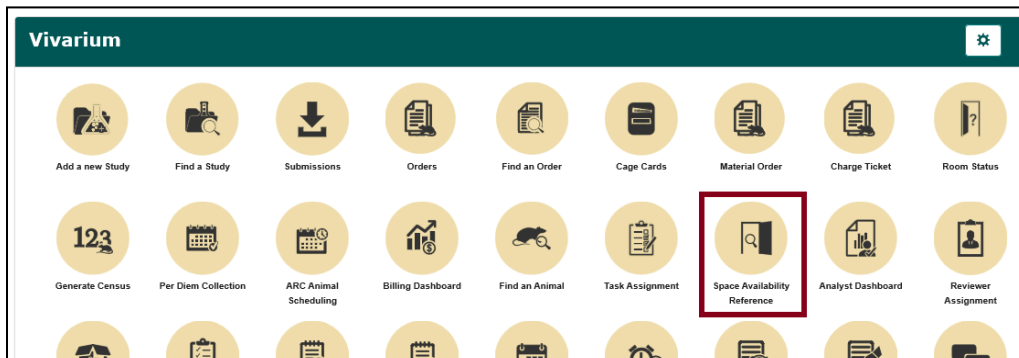 Vivarium
Add a new Study
Find a Study
Submissions
Orders
Find an Order
Cage Cards
Material Order
Charge Ticket
Room Status
?
123
Generate Census
Per Diem Collection
ARC Animal
Scheduling
$
Billing Dashboard
Find an Animal
Task Assignment
Space Availability
Reference
Analyst Dashboard
Reviewer
Assignment